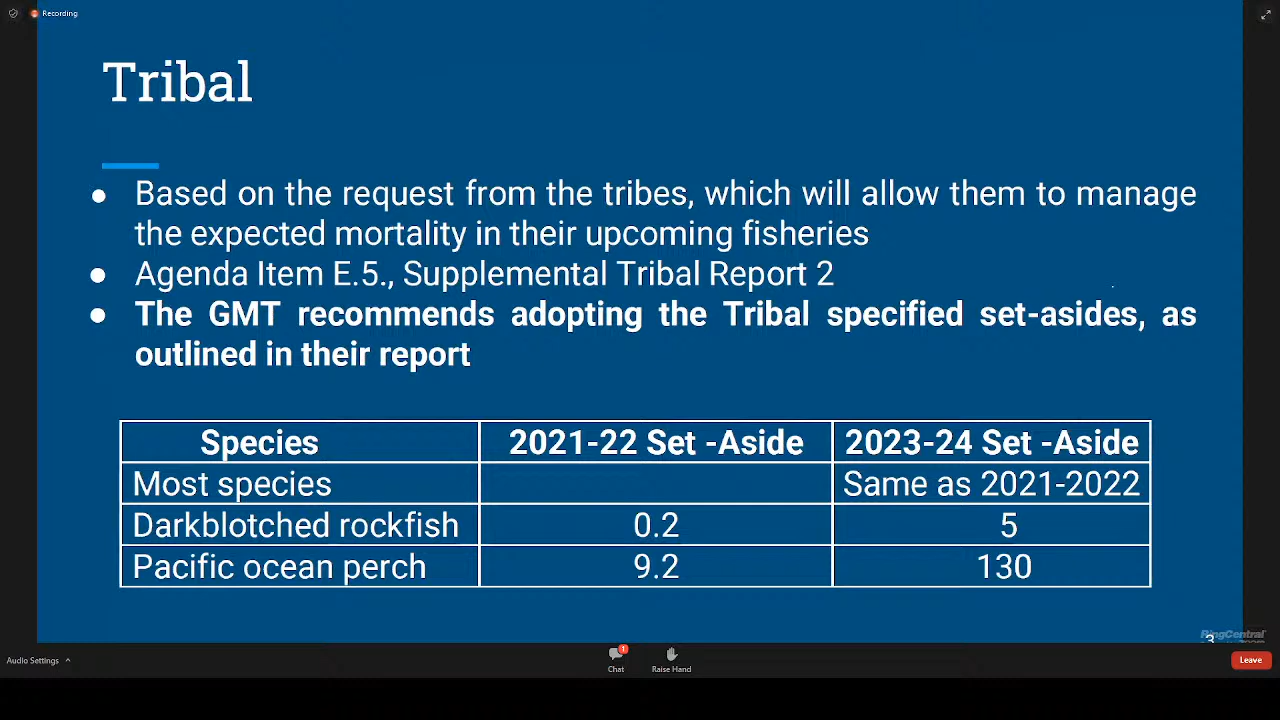 Recording
Tribal
● Based on the request from the tribes, which will allow them to manage
the expected mortality in their upcoming fisheries
● Agenda Item E.5., Supplemental Tribal Report 2
● The GMT recommends adopting the Tribal specified set-asides, as
outlined in their report
Species 2021-22 Set -Aside 2023-24 Set -Aside
Most species Same as 2021-2022
Darkblotched rockfish 0.2 5
Pacific ocean perch 9.2 130
RingCentral
3
Audio Settings
1
Chat
Raise Hand
Leave